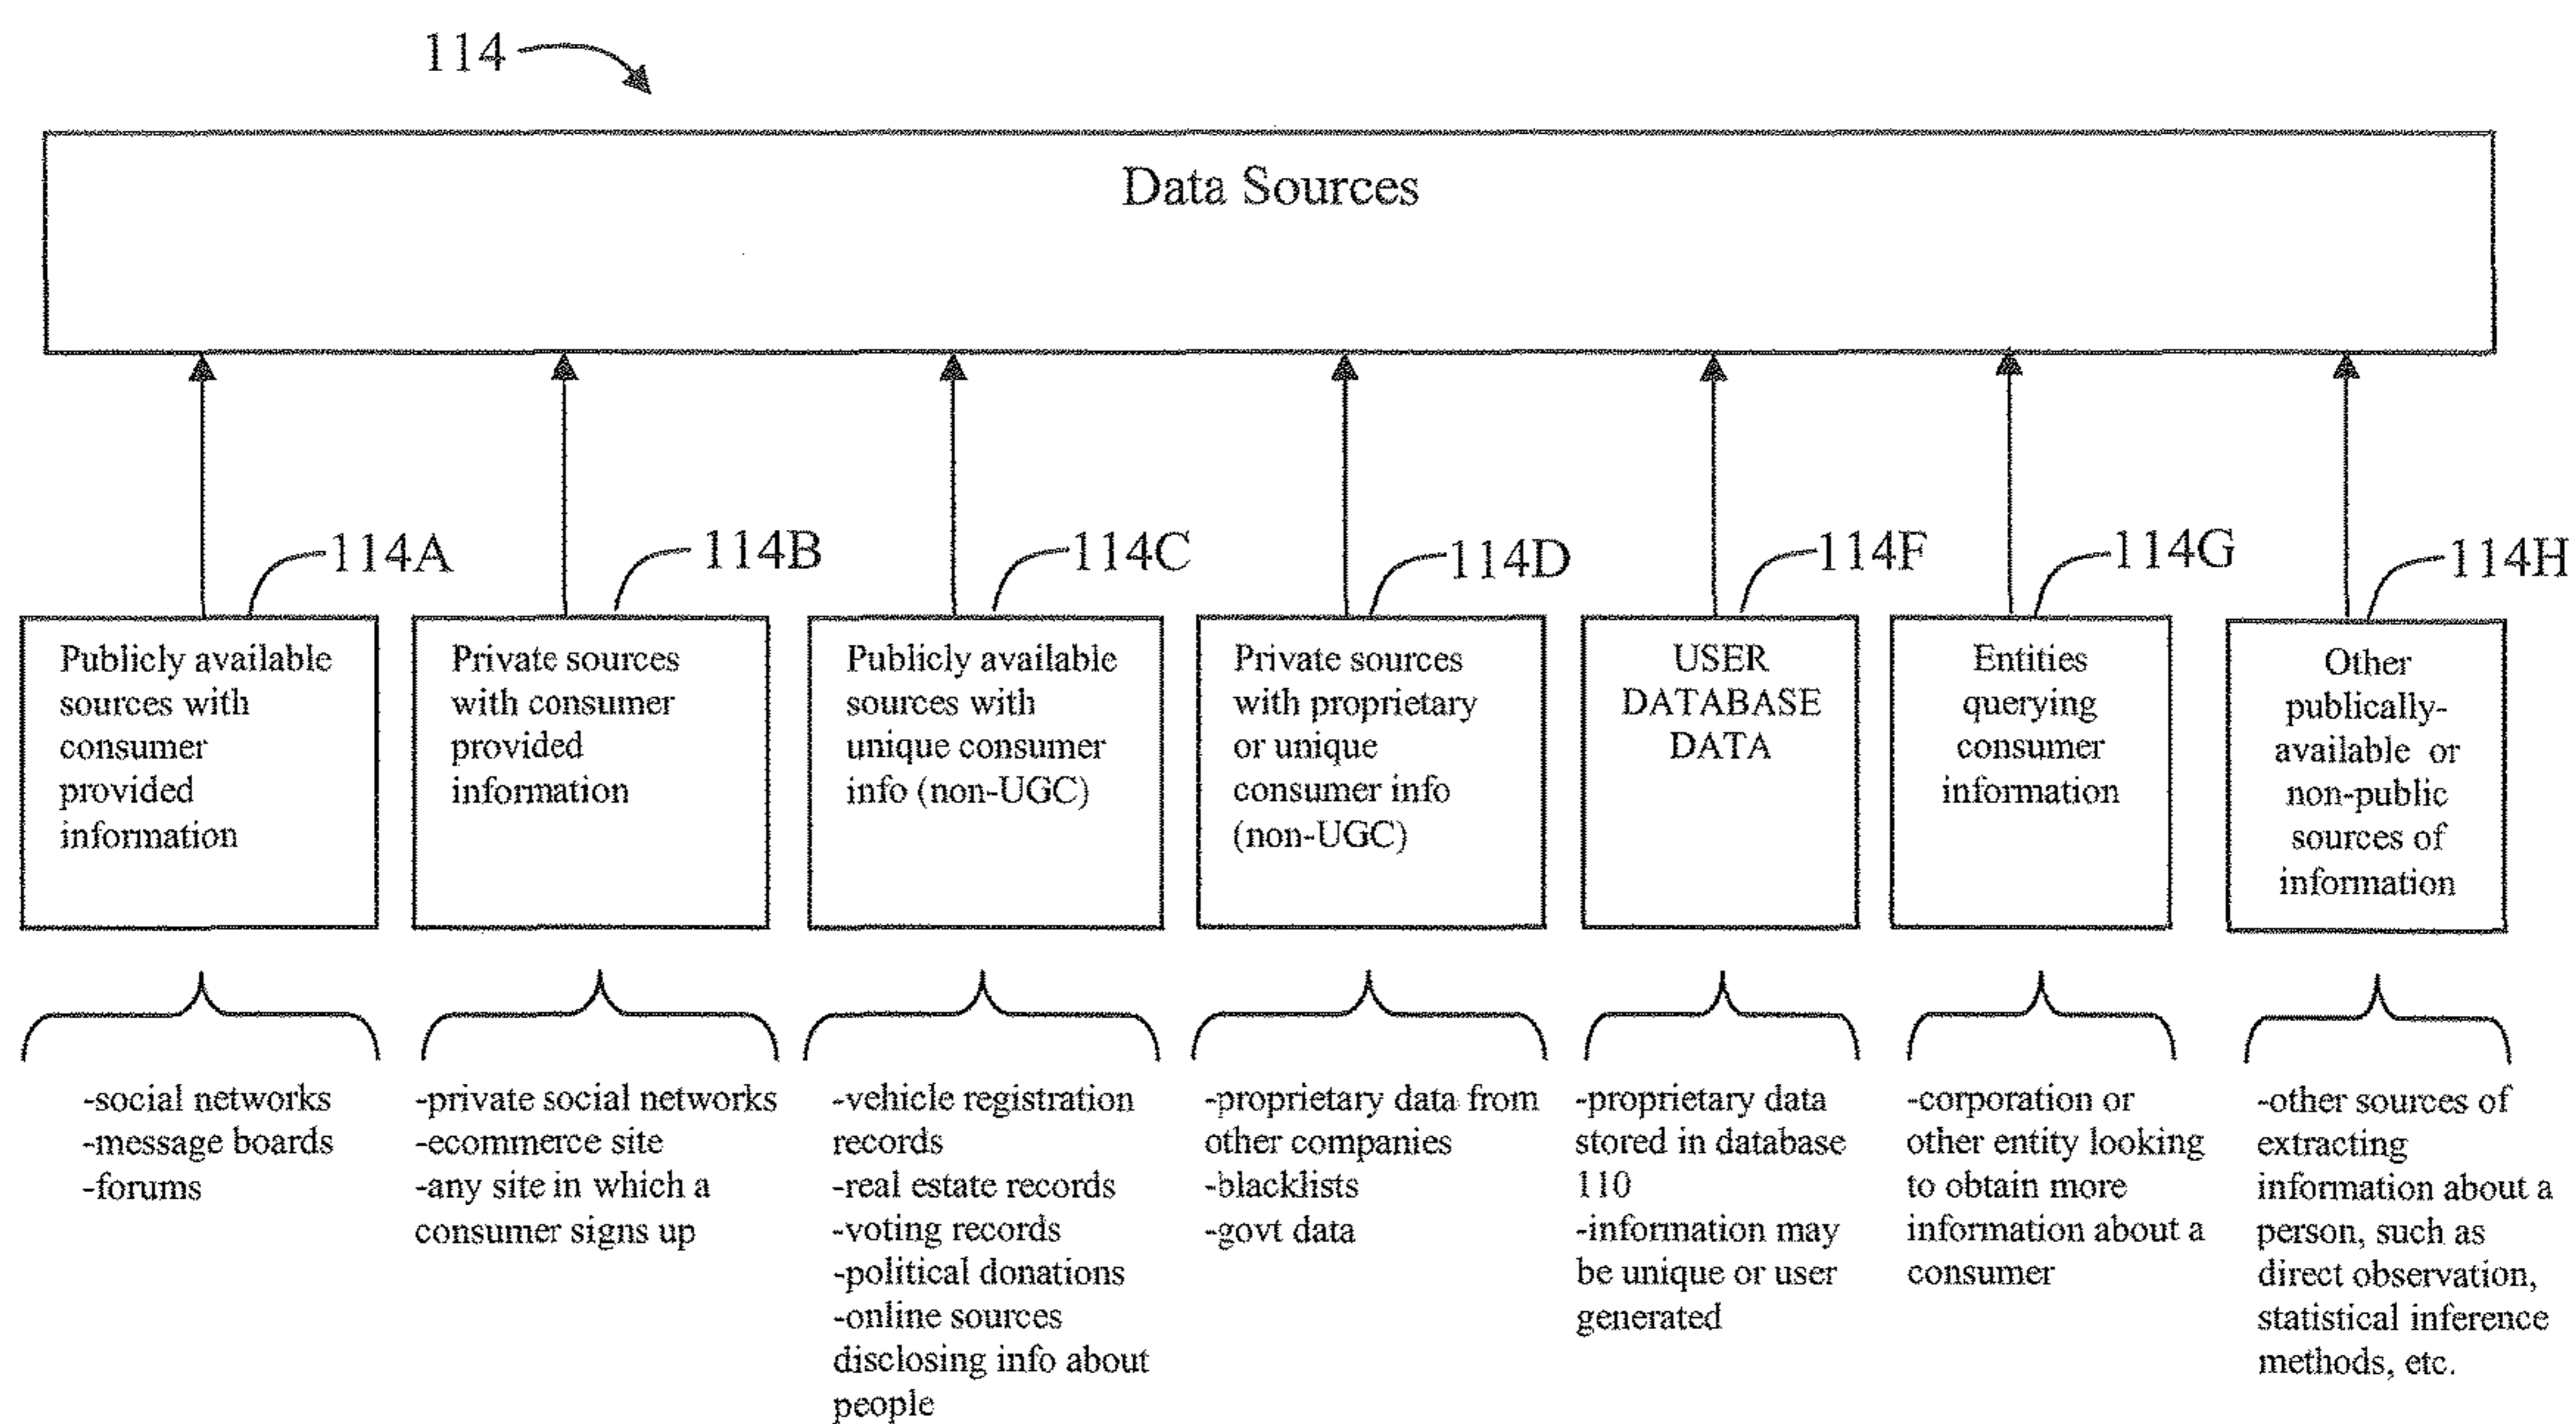 114
Data Sources
114A
114B
114C
114D
114F
114G
114H
Publicly available
sources with
consumer
provided
information
Private sources
with consumer
provided
information
Publicly available
sources with
unique consumer
info (non-UGC)
Private sources
with proprietary
or unique
consumer info
(non-UGC)
USER
DATABASE
DATA
Entities
querying
consumer
information
Other
publically-
available or
non-public
sources of
information
-social networks
-message boards
-forums
-private social networks
-ecommerce site
-any site in which a
consumer signs up
-vehicle registration
records
-real estate records
-voting records
-political donations
-online sources
disclosing info about
people
-proprietary data from
other companies
-blacklists
-govt data
-proprietary data
stored in database
110
-information may
be unique or user
generated
-corporation or
other entity looking
to obtain more
information about a
consumer
-other sources of
extracting
information about a
person, such as
direct observation,
statistical inference
methods, etc.